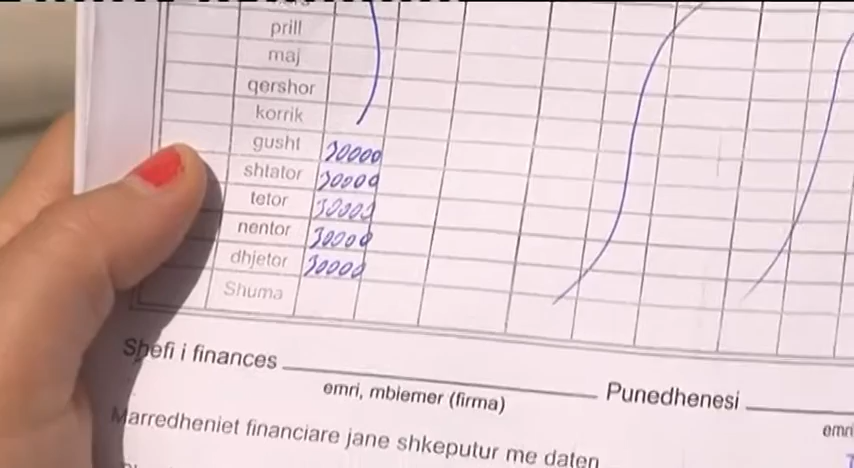 prill
maj
qershor
korrik
gusht 30000
shtator 30000
tetor 30000
nentor 30000
dhjetor 30000
Shuma
Shefi i finances
emri, mbiemer (firma)
Punedhenesi
emri
Marredheniet financiare jane shkeputur me daten